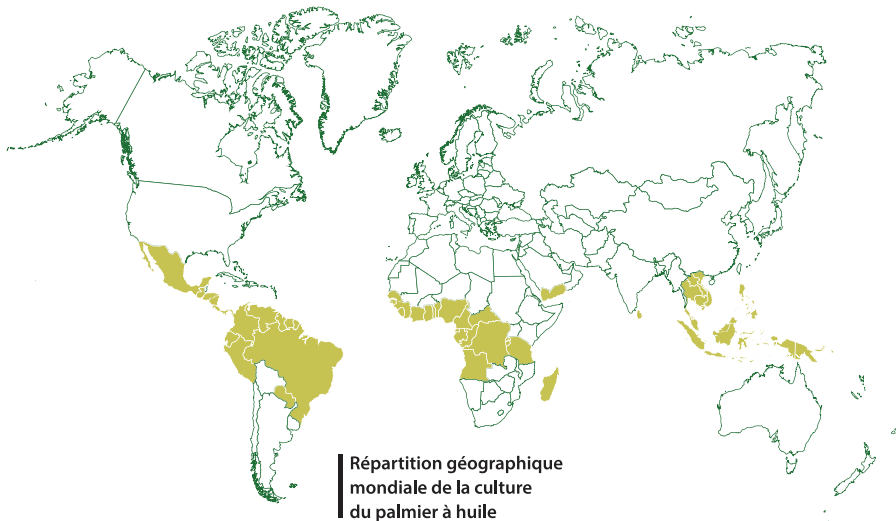 Répartition géographique
mondiale de la culture
du palmier à huile